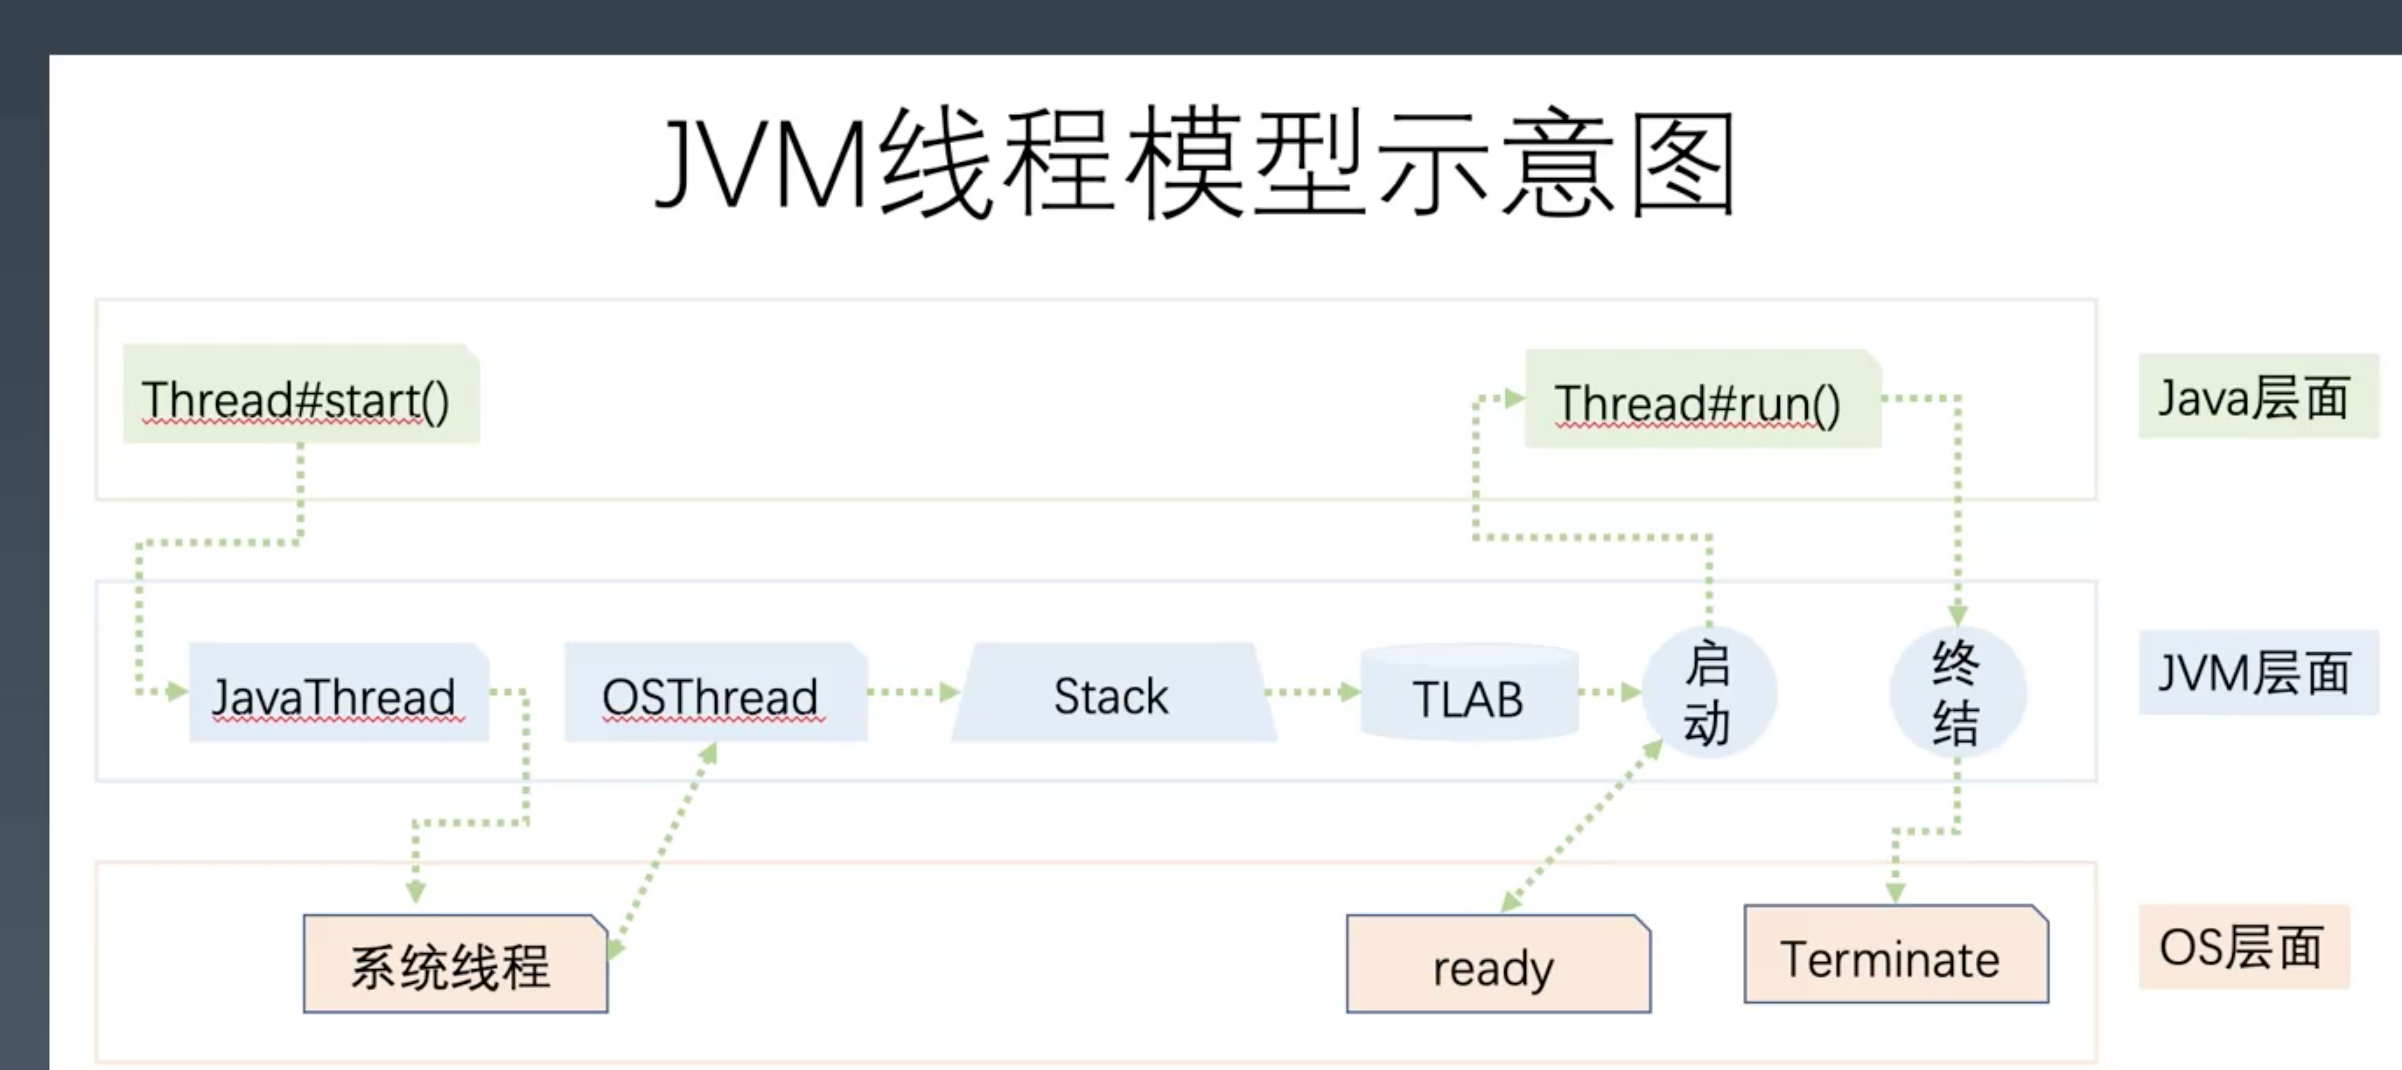 JVM线程模型示意图
Thread#start()
Thread#run()
Java层面
JavaThread
OSThread
Stack
TLAB
启
动
终
结
JVM层面
系统线程
ready
Terminate
OS层面